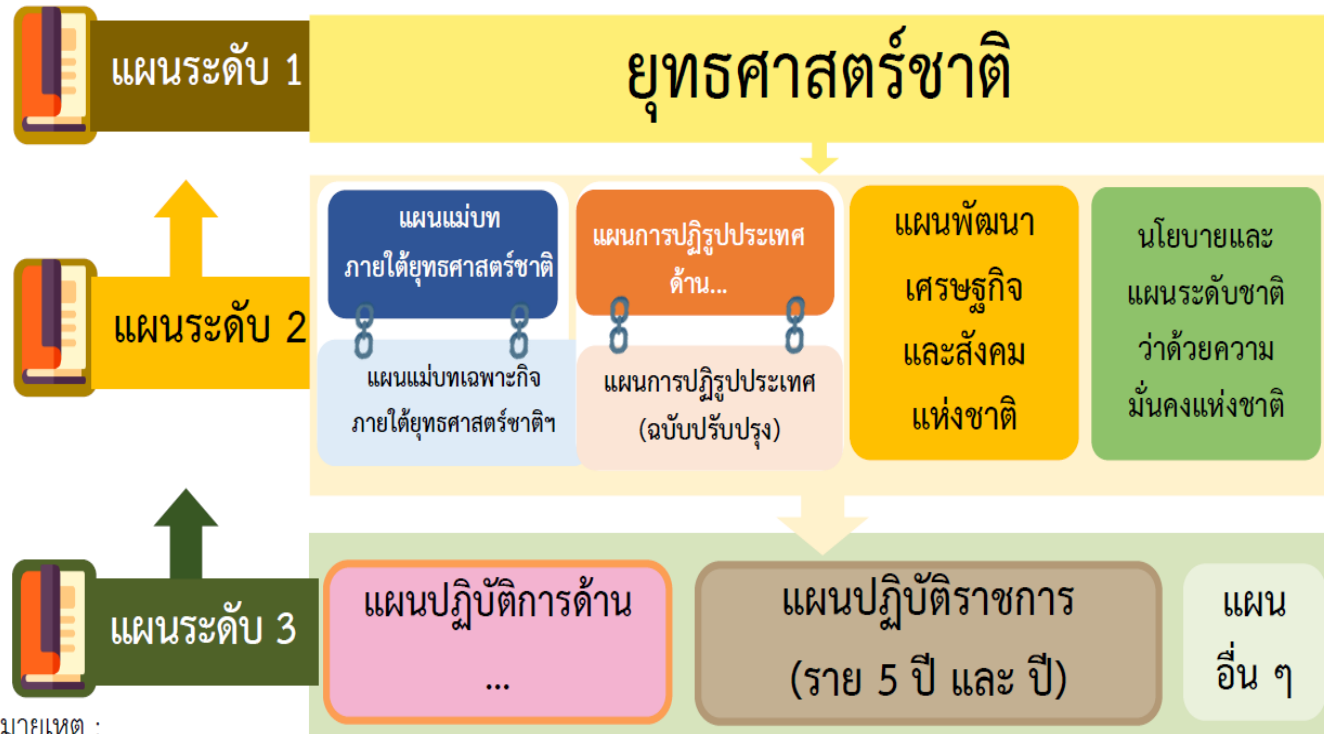 แผนระดับ 1
ยุทธศาสตร์ชาติ
แผนระดับ 2
แผนแม่บท
ภายใต้ยุทธศาสตร์ชาติ
แผนแม่บทเฉพาะกิจ
ภายใต้ยุทธศาสตร์ชาติฯ
แผนการปฏิรูปประเทศ
ด้าน...
แผนการปฏิรูปประเทศ
(ฉบับปรับปรุง)
แผนพัฒนา
เศรษฐกิจ
และสังคม
แห่งชาติ
นโยบายและ
แผนระดับชาติ
ว่าด้วยความ
มั่นคงแห่งชาติ
แผนระดับ 3
แผนปฏิบัติการด้าน
...
แผนปฏิบัติราชการ
(ราย 5 ปี และ ปี)
แผน
อื่น ๆ
มายเหตุ :